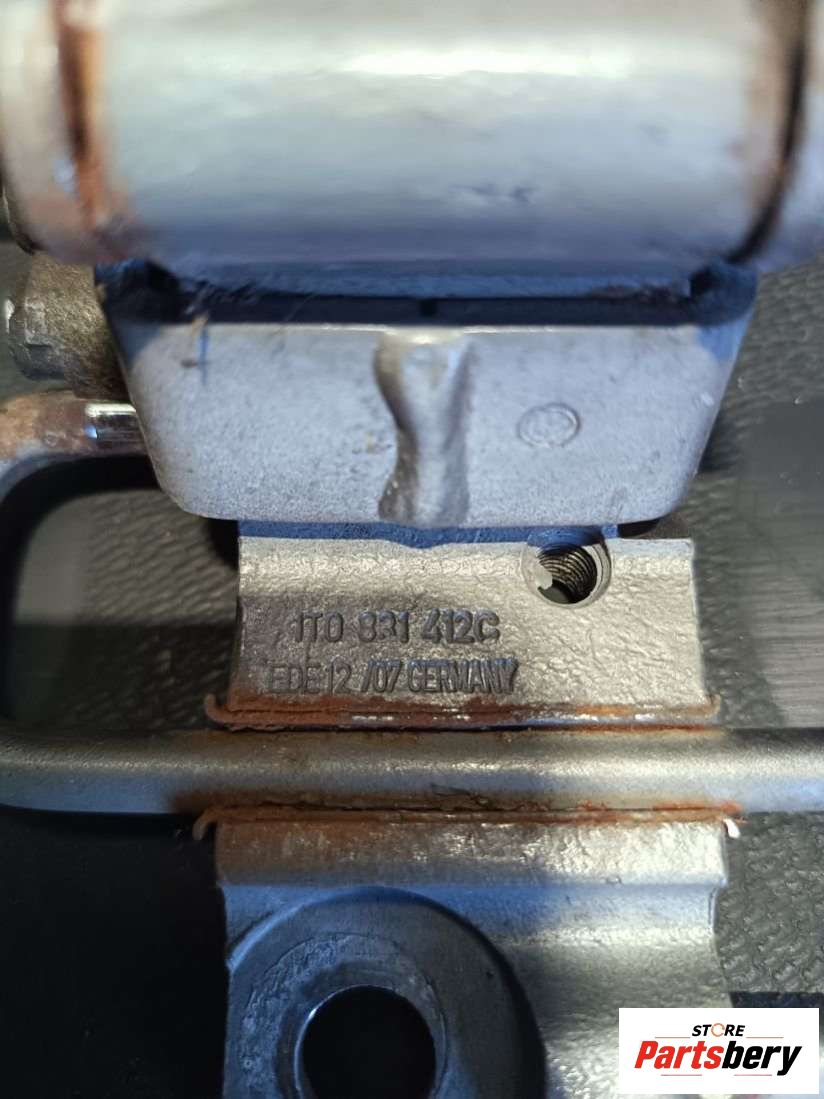 1T0 831 412C
EDE 12 /07 GERMANY
STORE
Partsbery